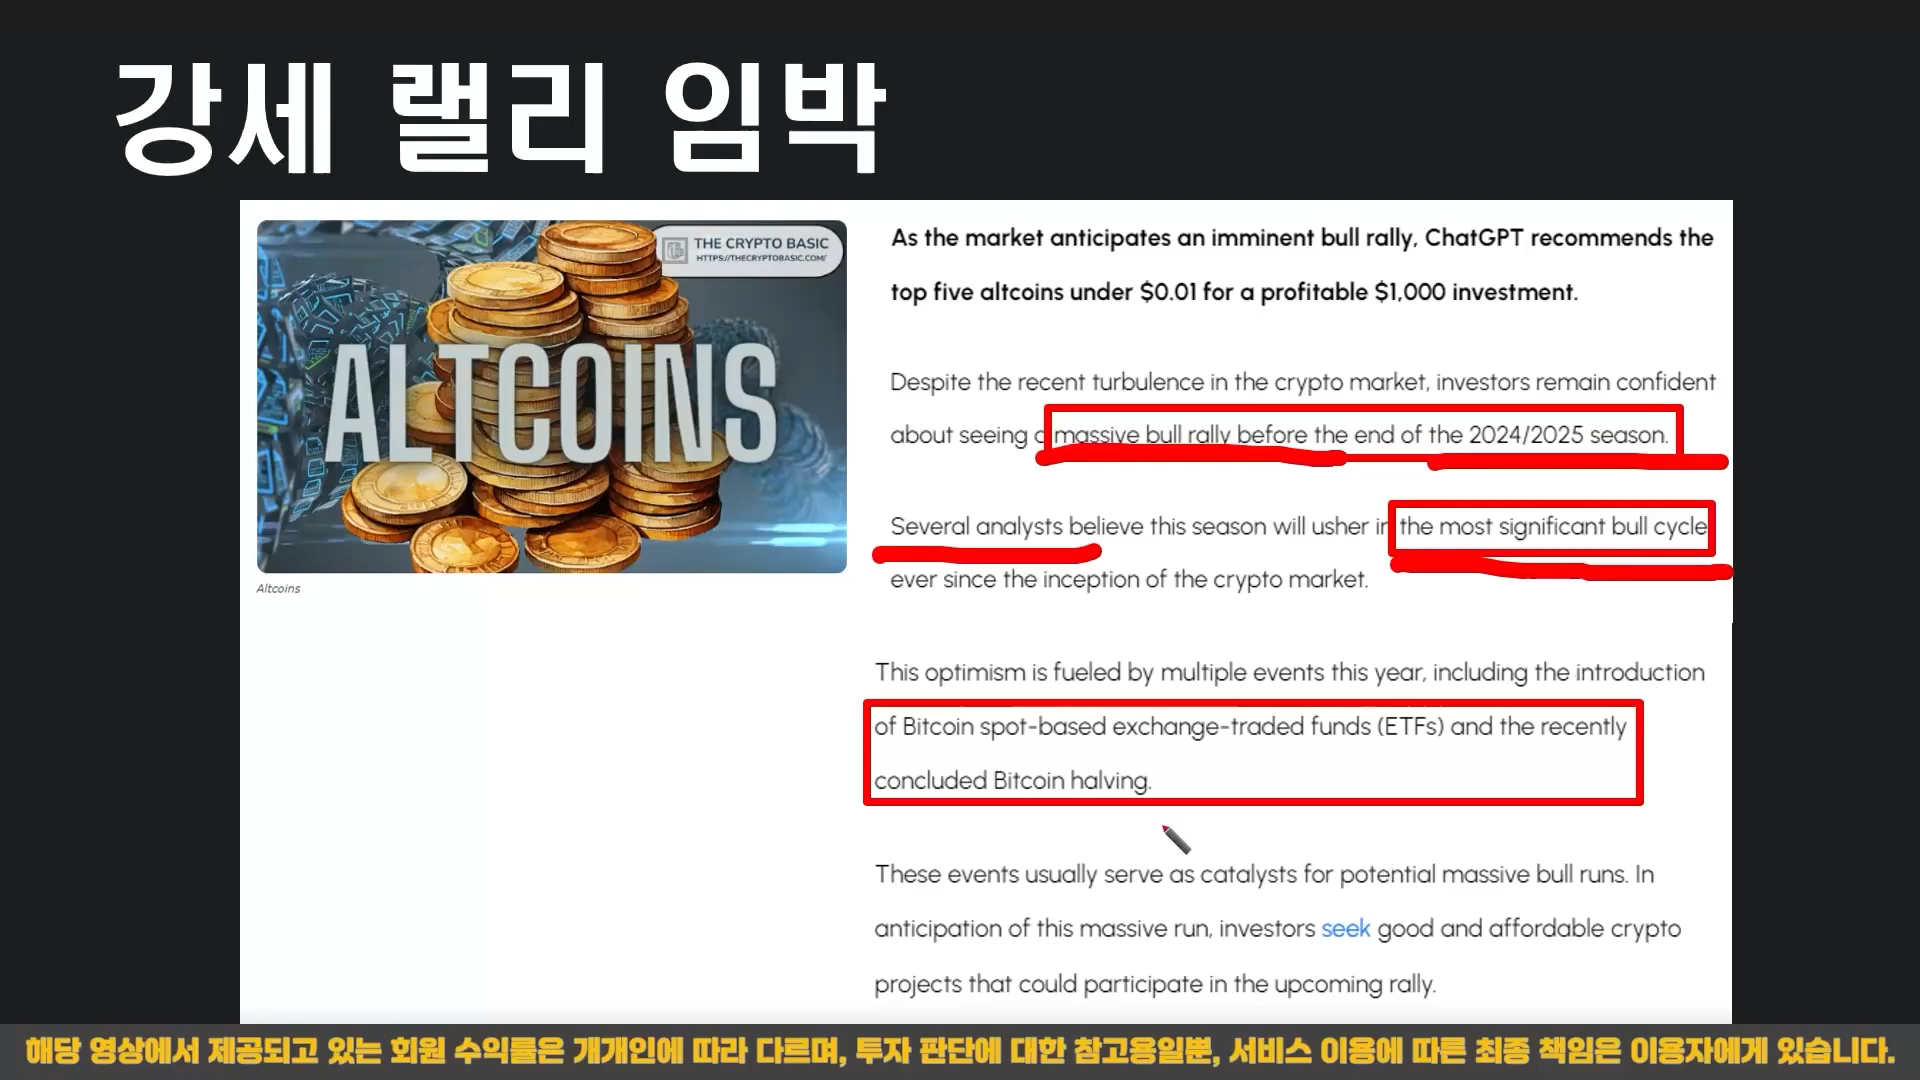 강세 랠리 임박
THE CRYPTO BASIC
HTTPS://THECRYPTOBASIC.COM/
ALTCOINS
Altcoins
As the market anticipates an imminent bull rally, ChatGPT recommends the
top five altcoins under $0.01 for a profitable $1,000 investment.
Despite the recent turbulence in the crypto market, investors remain confident
about seeing a massive bull rally before the end of the 2024/2025 season.
Several analysts believe this season will usher in the most significant bull cycle
ever since the inception of the crypto market.
This optimism is fueled by multiple events this year, including the introduction
of Bitcoin spot-based exchange-traded funds (ETFs) and the recently
concluded Bitcoin halving.
These events usually serve as catalysts for potential massive bull runs. In
anticipation of this massive run, investors seek good and affordable crypto
projects that could participate in the upcoming rally.
해당 영상에서 제공되고 있는 회원 수익률은 개개인에 따라 다르며, 투자 판단에 대한 참고용일뿐, 서비스 이용에 따른 최종 책임은 이용자에게 있습니다.